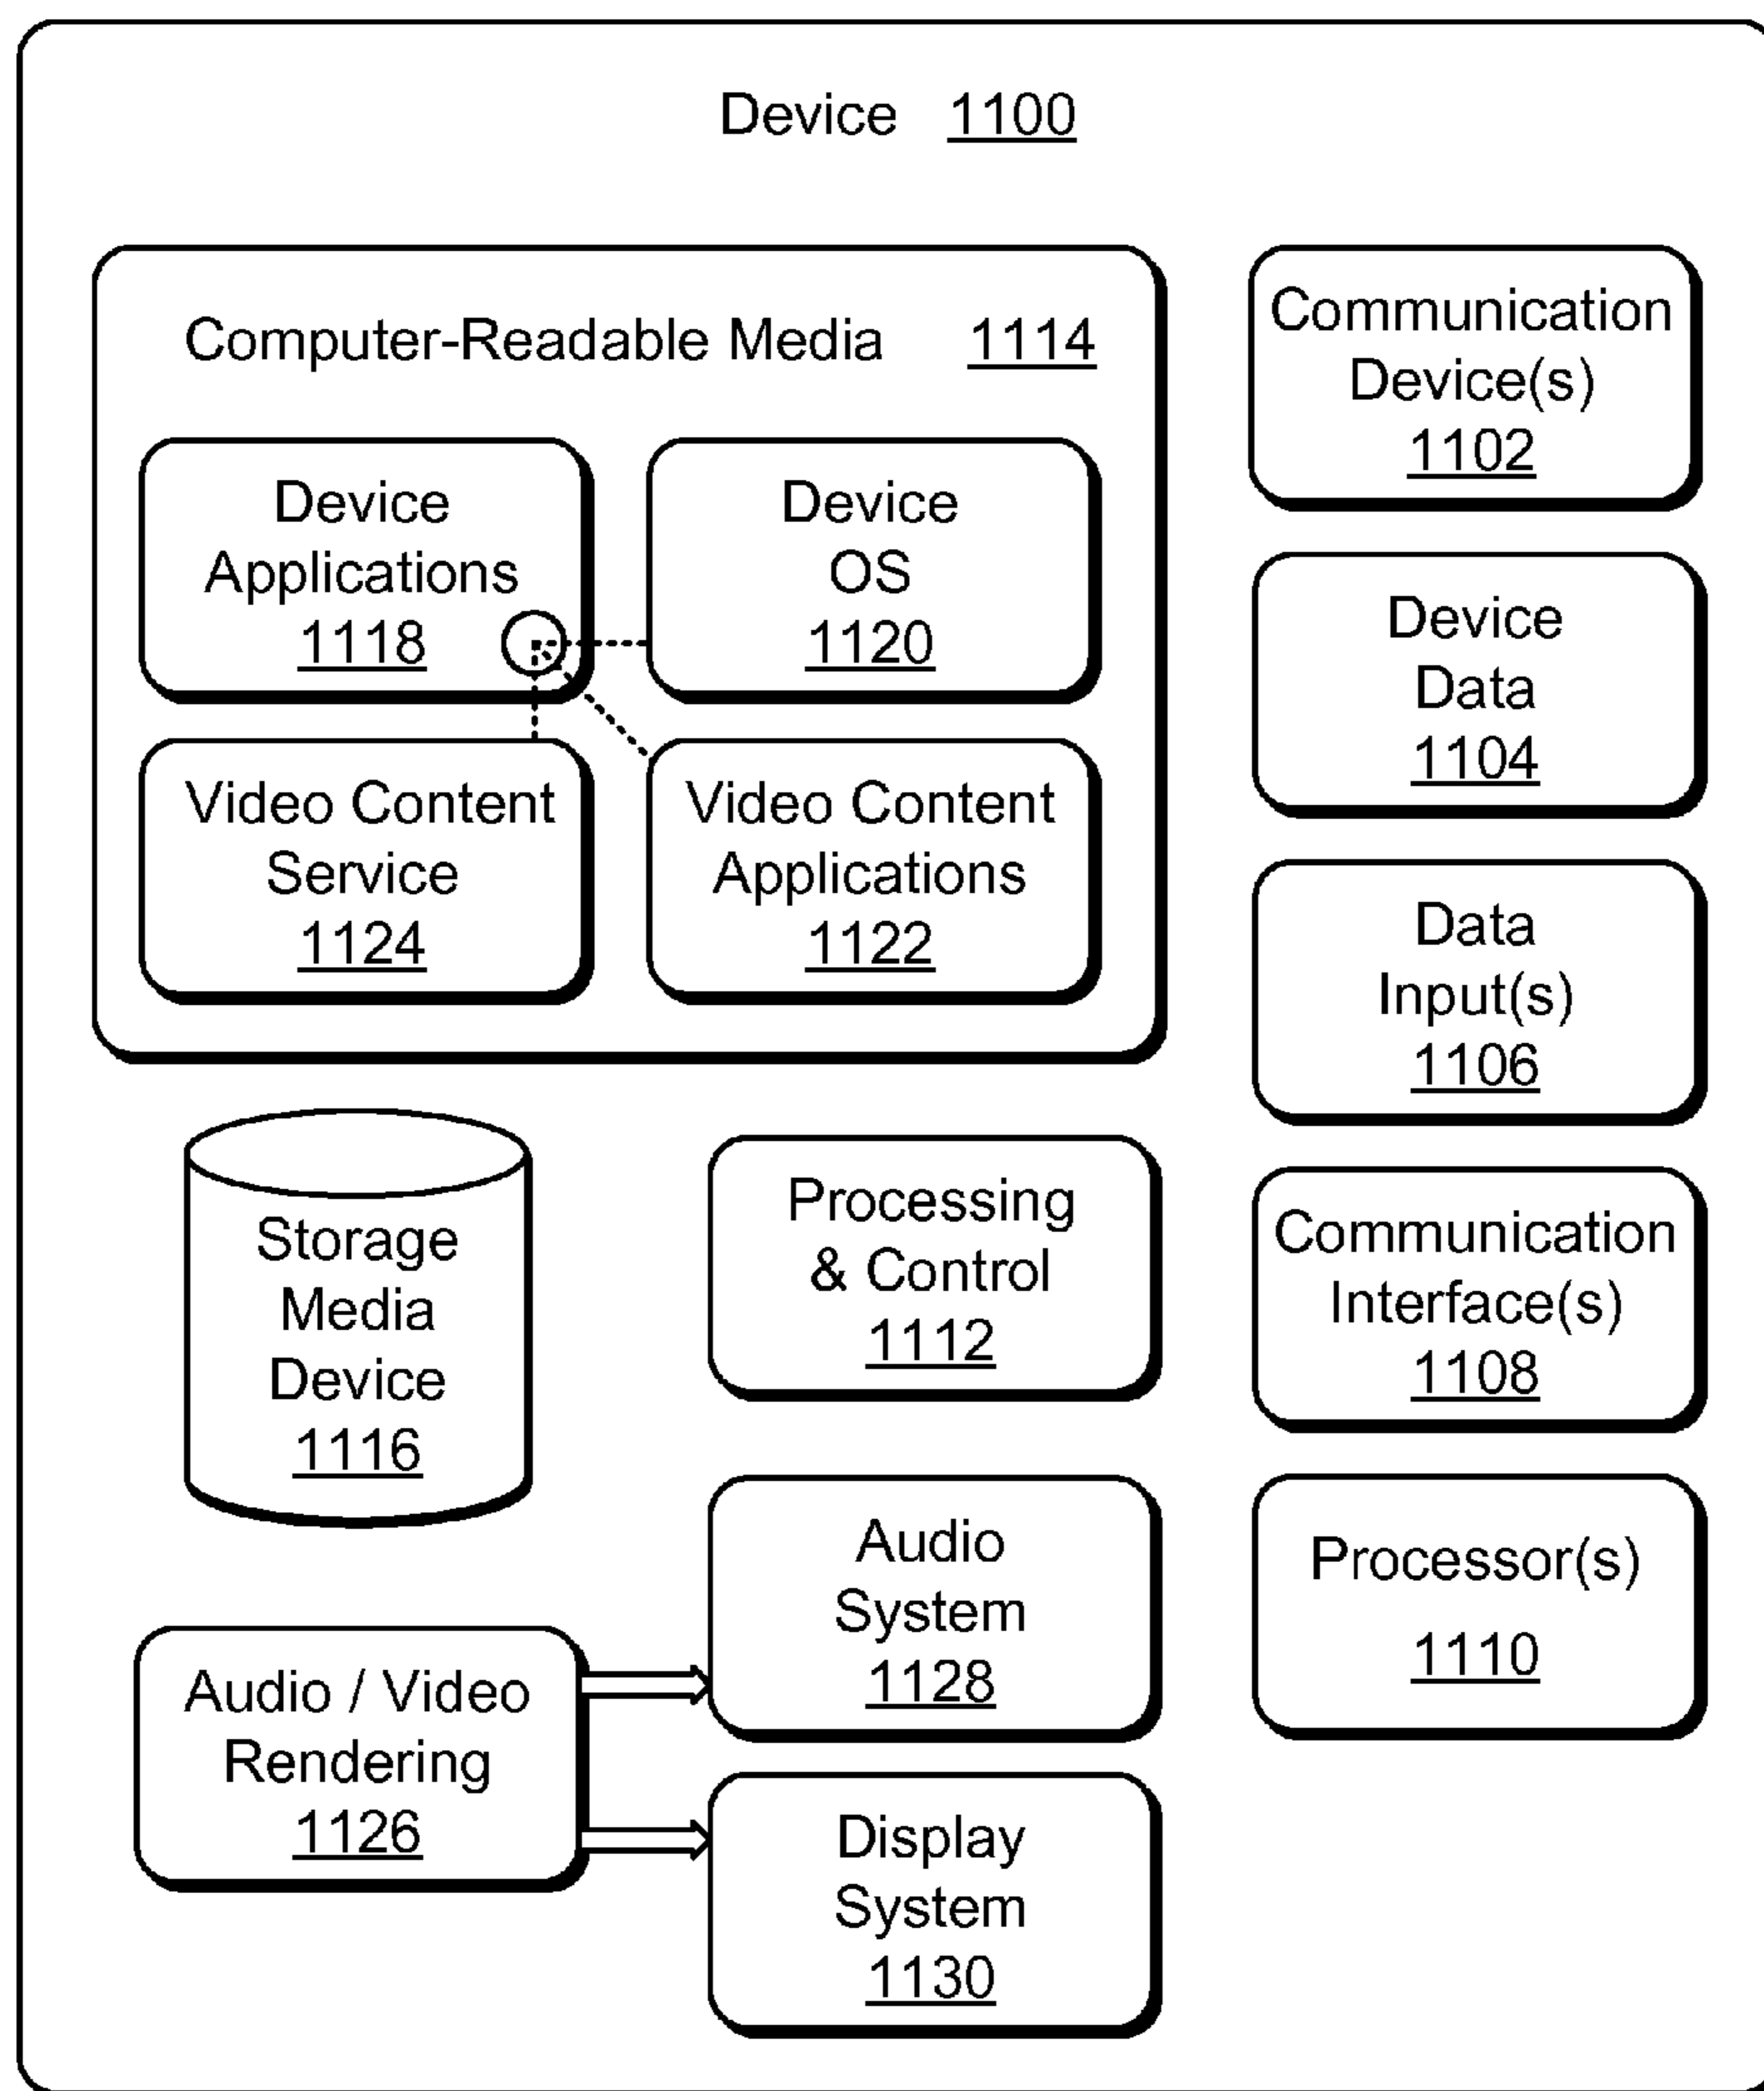 Device 1100
Computer-Readable Media 1114
Device
Applications
1118
Device
OS
1120
Video Content
Service
1124
Video Content
Applications
1122
Storage
Media
Device
1116
Processing
& Control
1112
Audio / Video
Rendering
1126
Audio
System
1128
Display
System
1130
Communication
Device(s)
1102
Device
Data
1104
Data
Input(s)
1106
Communication
Interface(s)
1108
Processor(s)
1110